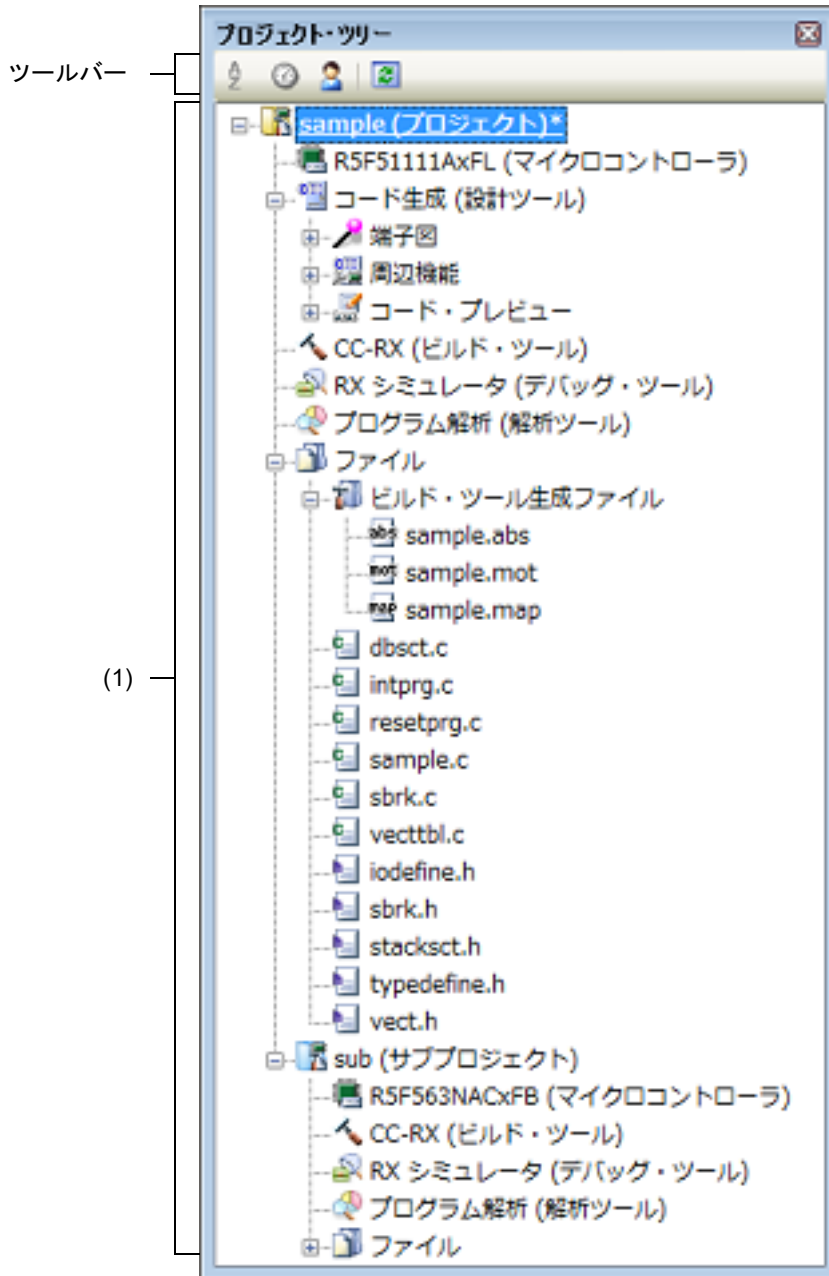 プロジェクト・ツリー
ツールバー
(1)
sample (プロジェクト)*
R5F51111AxFL (マイクロコントローラ)
コード生成 (設計ツール)
端子図
周辺機能
コード・プレビュー
CC-RX (ビルド・ツール)
RX シミュレータ (デバッグ・ツール)
プログラム解析 (解析ツール)
ファイル
ビルド・ツール生成ファイル
sample.abs
sample.mot
sample.map
dbsct.c
intprg.c
resetprg.c
sample.c
sbrk.c
vecttbl.c
iodefine.h
sbrk.h
stacksct.h
typedefine.h
vect.h
sub (サブプロジェクト)
R5F563NACxFB (マイクロコントローラ)
CC-RX (ビルド・ツール)
RX シミュレータ (デバッグ・ツール)
プログラム解析 (解析ツール)
ファイル